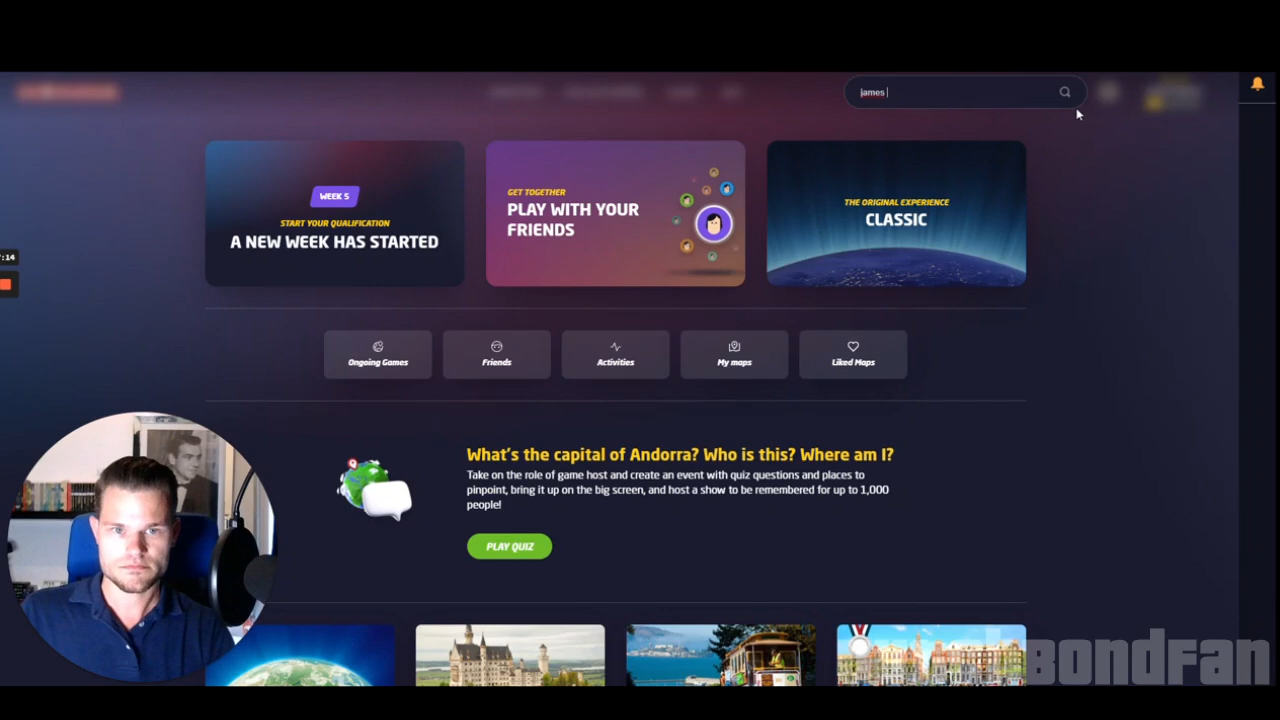 james
WEEK 5
START YOUR QUALIFICATION
A NEW WEEK HAS STARTED
GET TOGETHER
PLAY WITH YOUR
FRIENDS
THE ORIGINAL EXPERIENCE
CLASSIC
:14
Ongoing Games
Friends
Activities
My maps
Liked Maps
What's the capital of Andorra? Who is this? Where am I?
Take on the role of game host and create an event with quiz questions and places to
pinpoint, bring it up on the big screen, and host a show to be remembered for up to 1,000
people!
PLAY QUIZ
BONDFAN